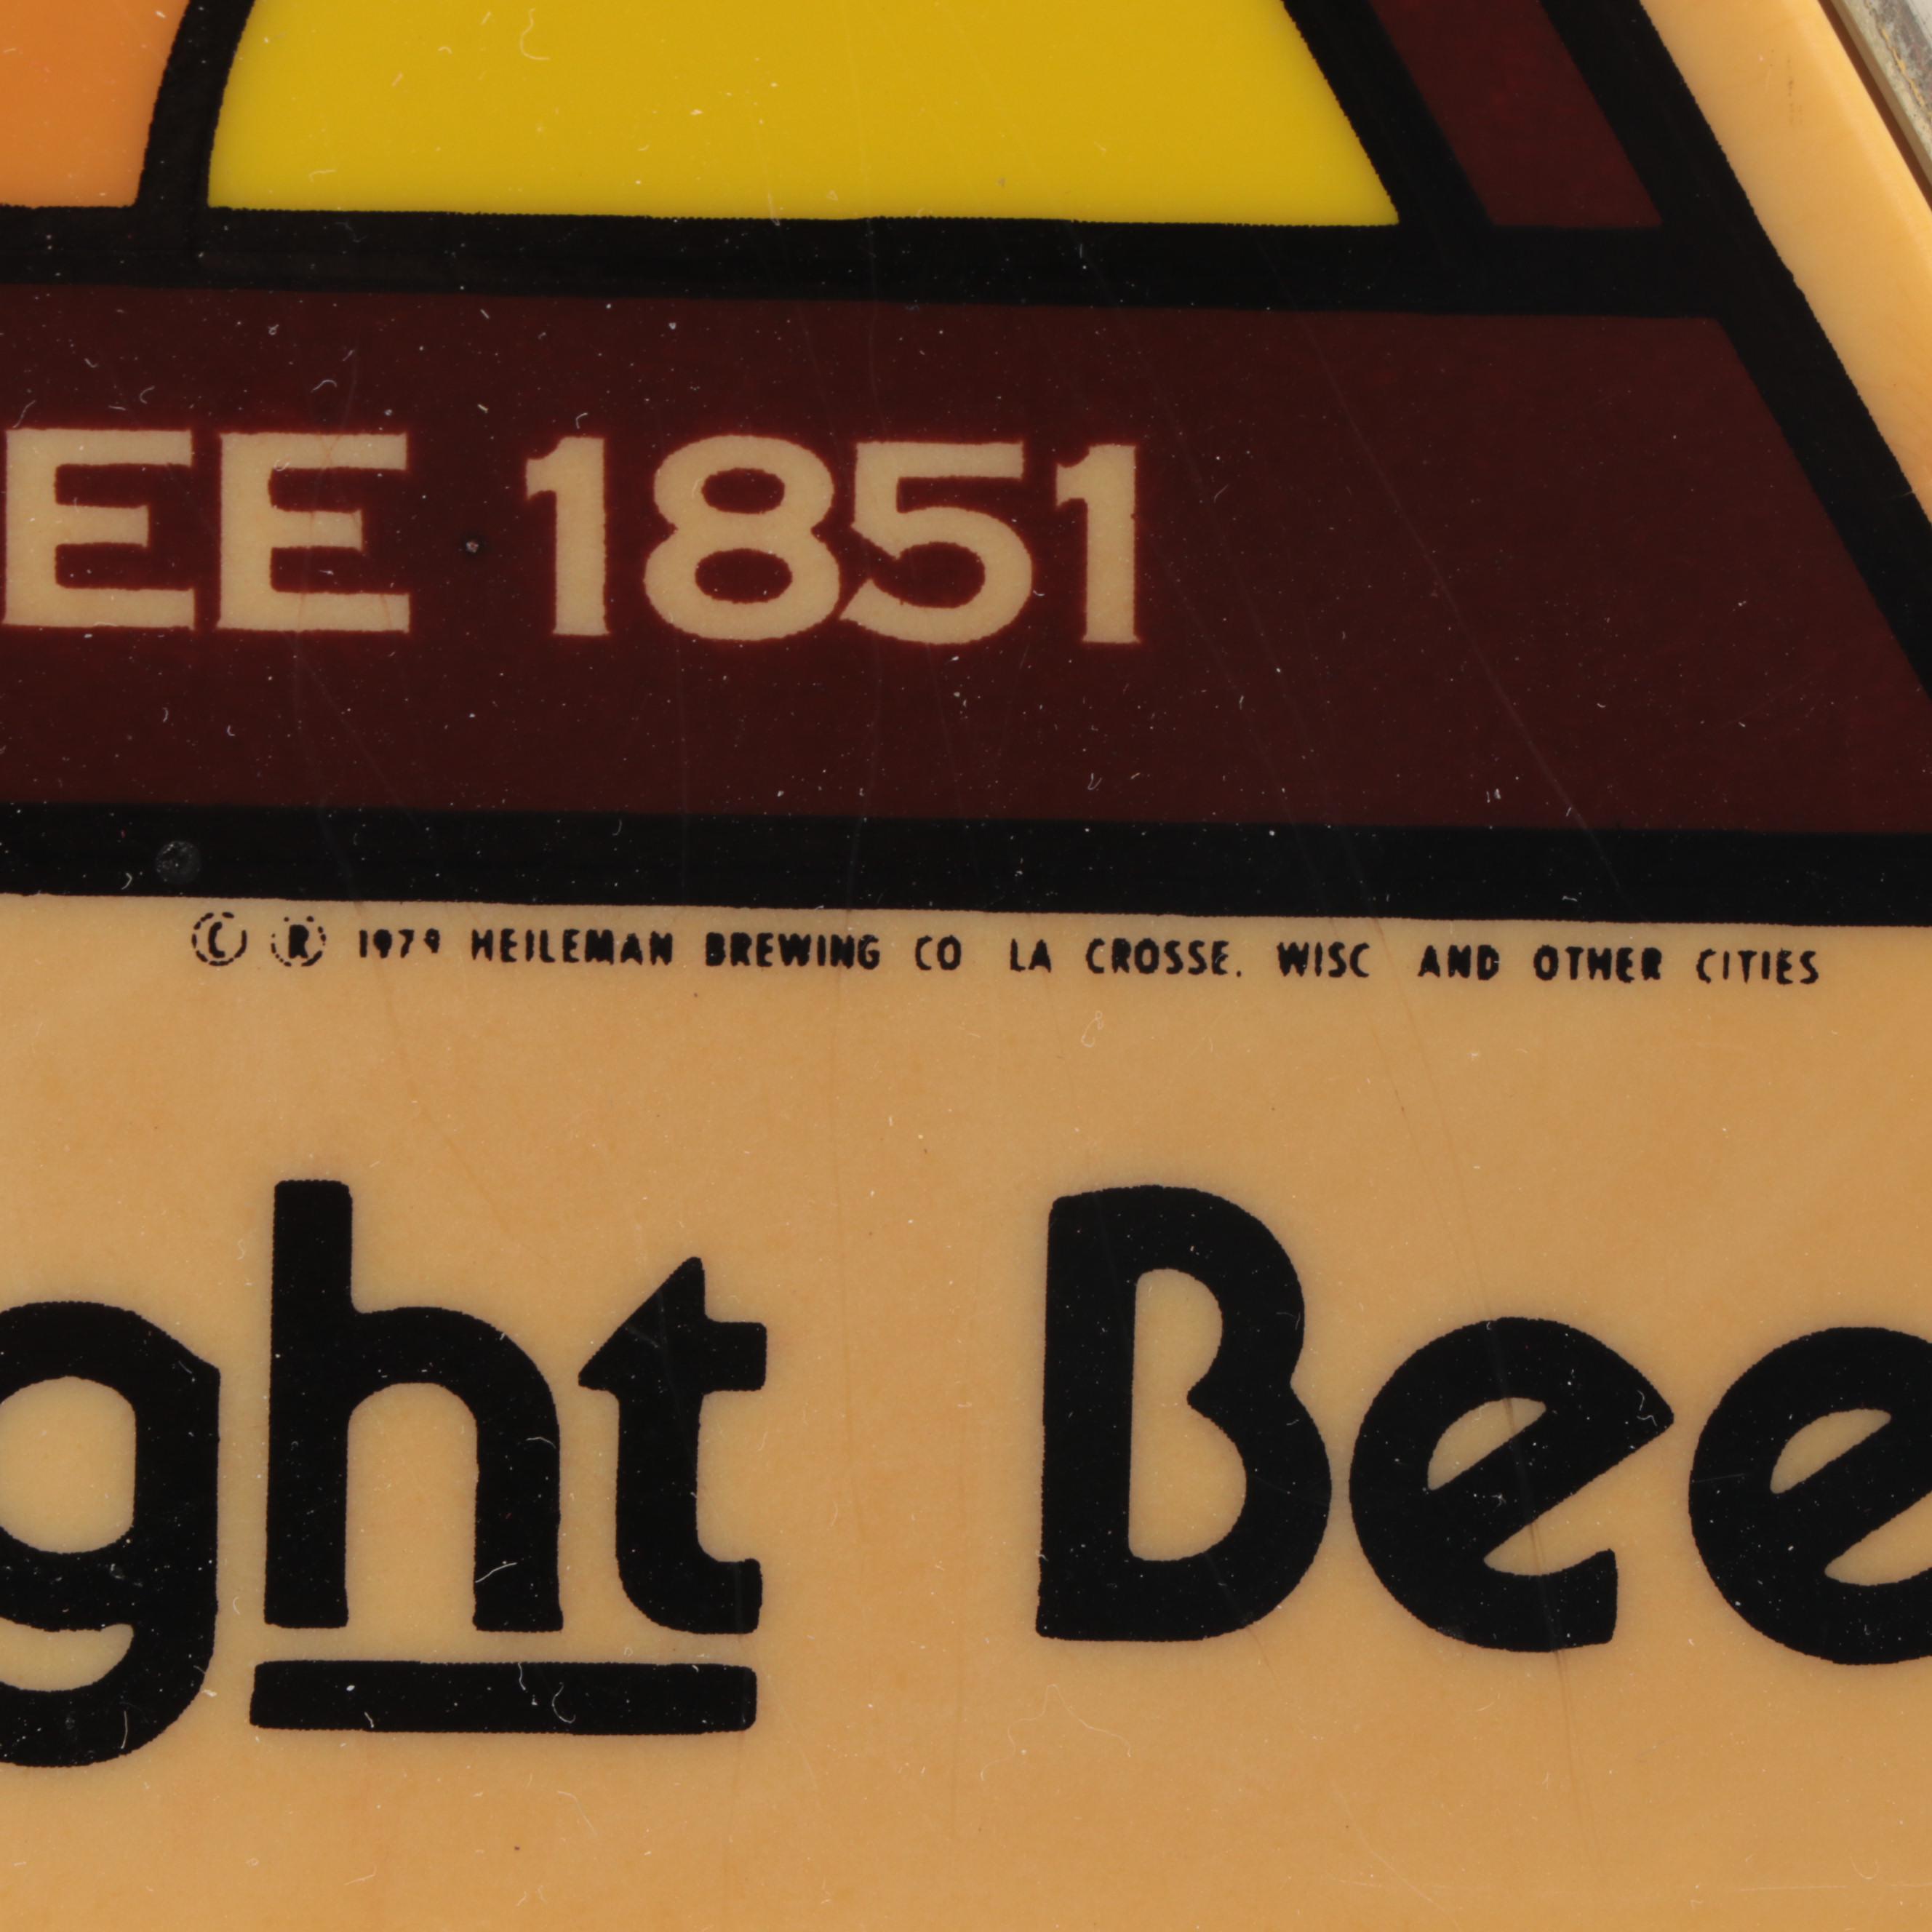 EE 1851
© ® 1979 HEILEMAN BREWING CO LA CROSSE. WISC AND OTHER CITIES
ght Bee